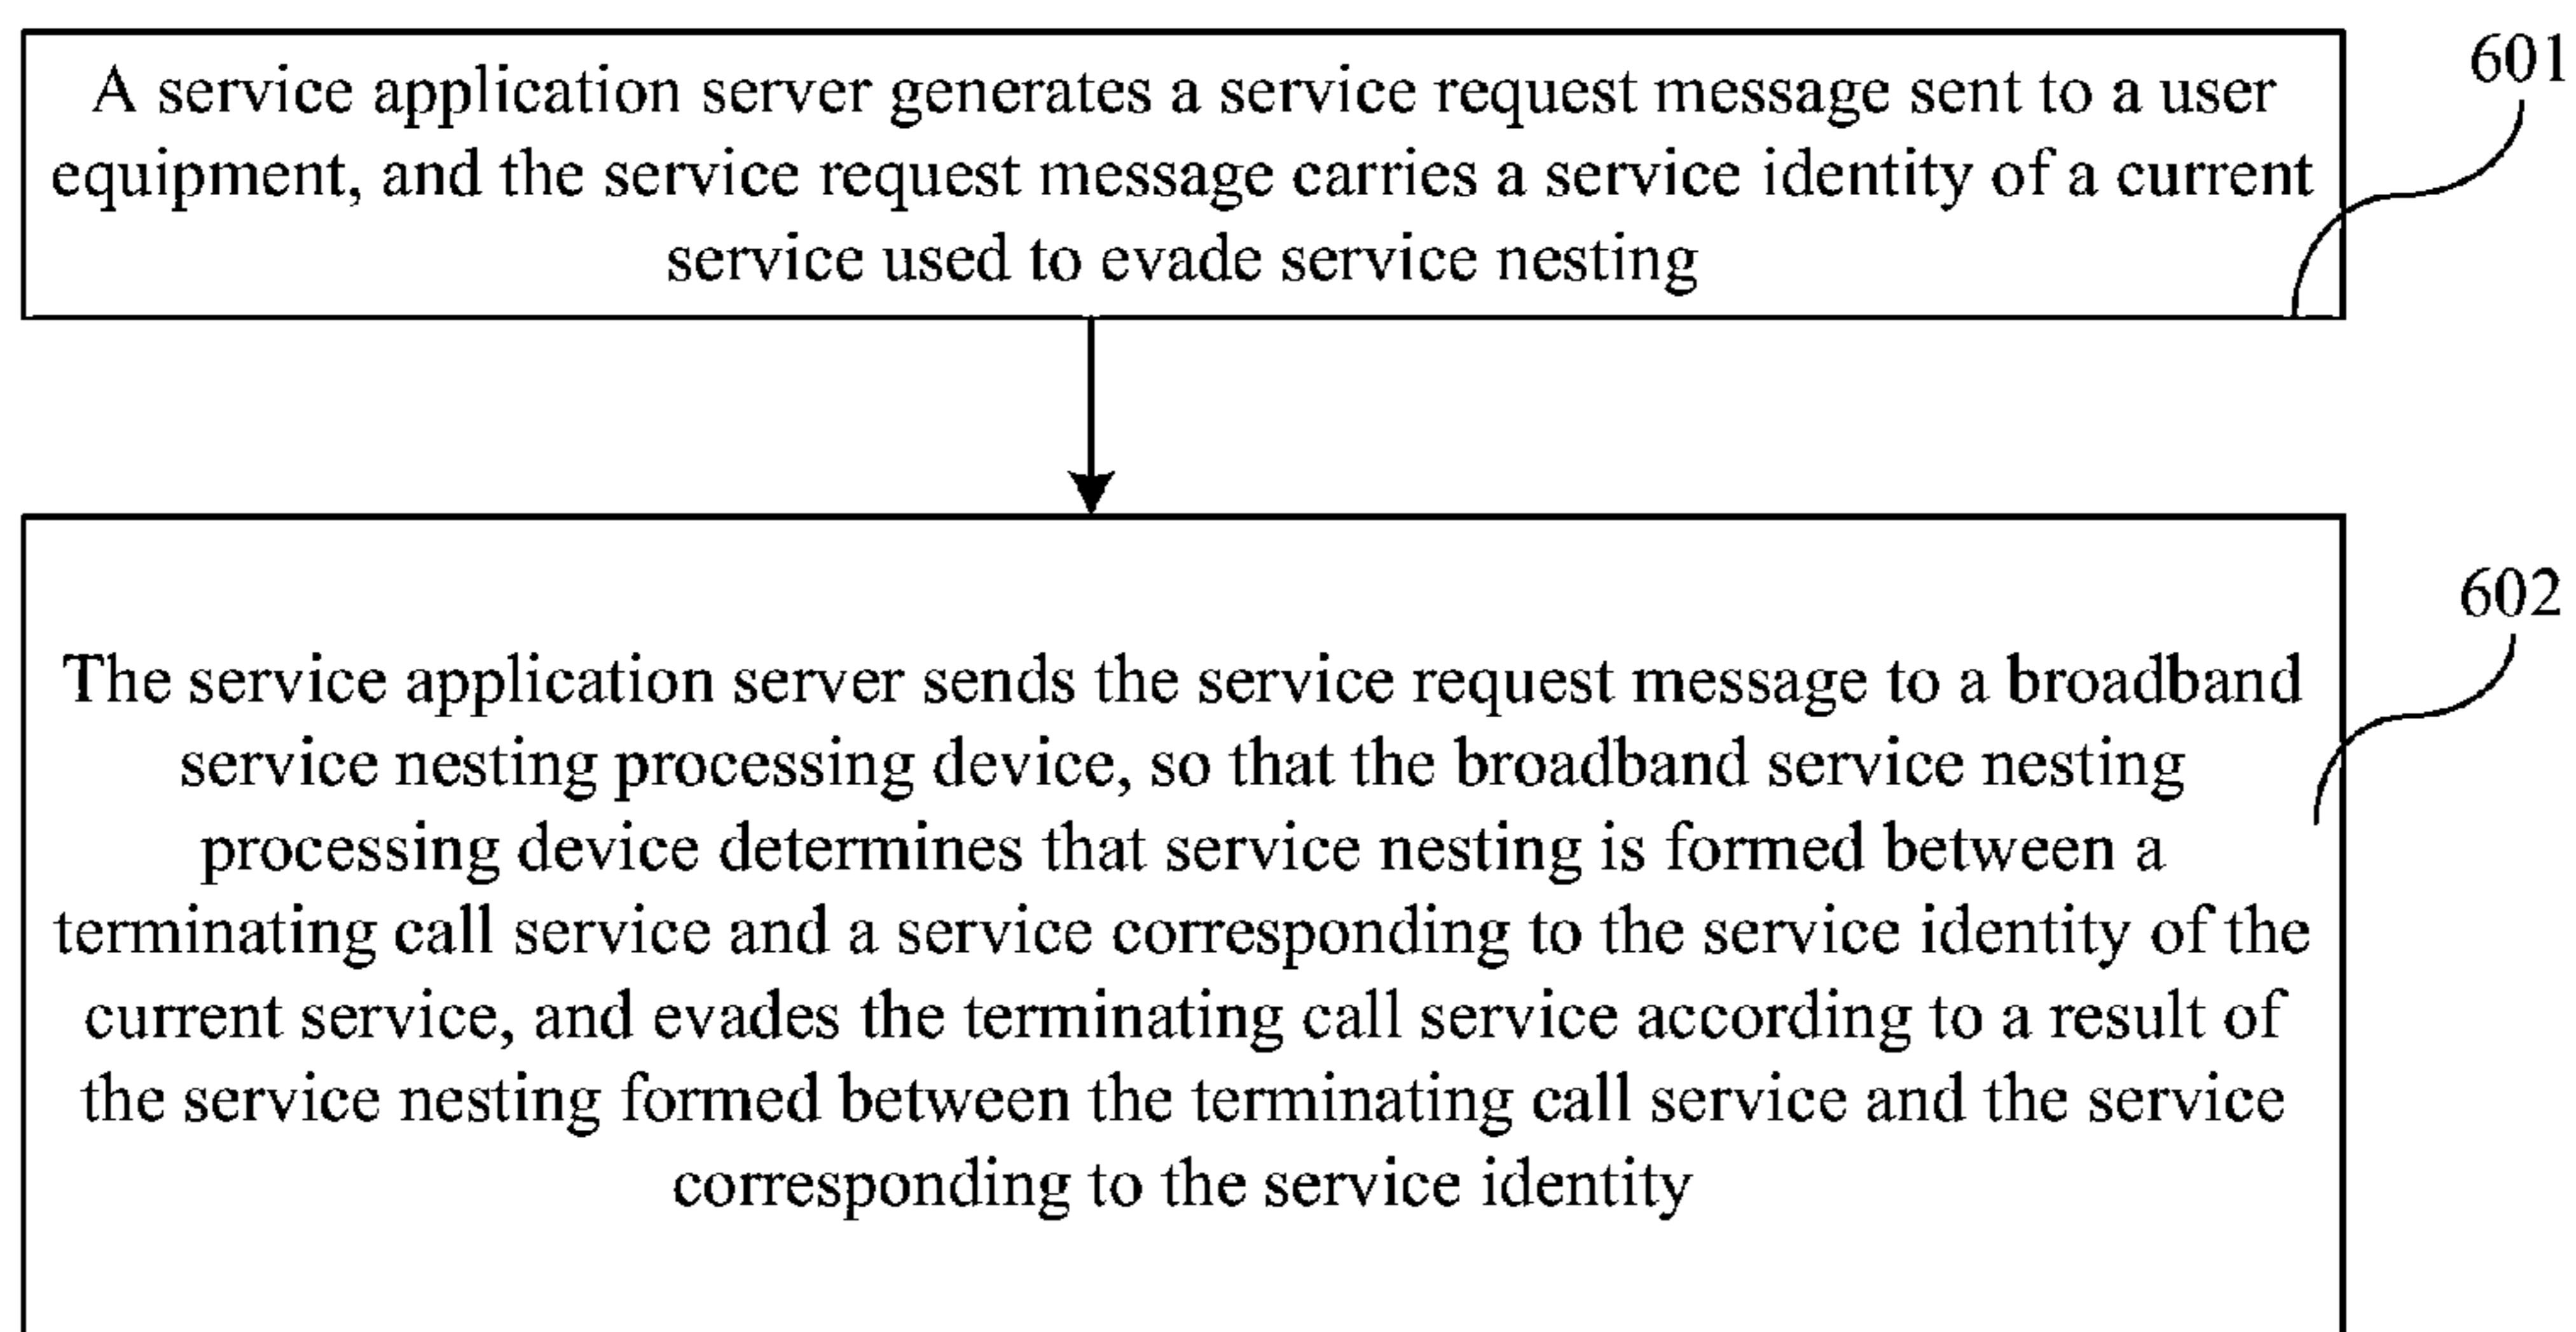 A service application server generates a service request message sent to a user
equipment, and the service request message carries a service identity of a current
service used to evade service nesting
601
The service application server sends the service request message to a broadband
service nesting processing device, so that the broadband service nesting
processing device determines that service nesting is formed between a
terminating call service and a service corresponding to the service identity of the
current service, and evades the terminating call service according to a result of
the service nesting formed between the terminating call service and the service
corresponding to the service identity
602